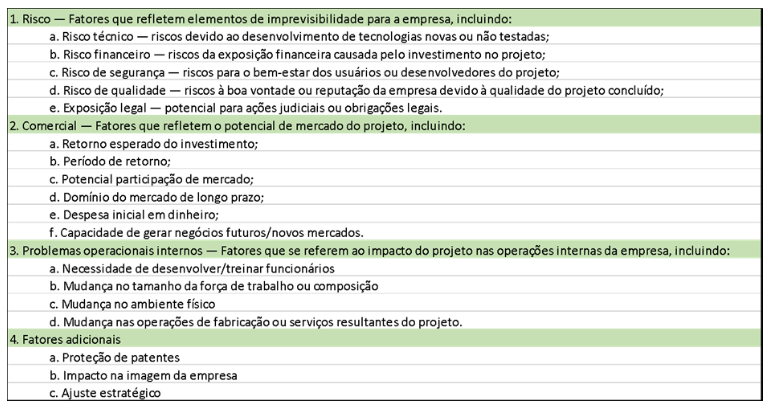 1. Risco — Fatores que refletem elementos de imprevisibilidade para a empresa, incluindo:
a. Risco técnico — riscos devido ao desenvolvimento de tecnologias novas ou não testadas;
b. Risco financeiro — riscos da exposição financeira causada pelo investimento no projeto;
c. Risco de segurança — riscos para o bem-estar dos usuários ou desenvolvedores do projeto;
d. Risco de qualidade — riscos à boa vontade ou reputação da empresa devido à qualidade do projeto concluído;
e. Exposição legal — potencial para ações judiciais ou obrigações legais.
2. Comercial — Fatores que refletem o potencial de mercado do projeto, incluindo:
a. Retorno esperado do investimento;
b. Período de retorno;
c. Potencial participação de mercado;
d. Domínio do mercado de longo prazo;
e. Despesa inicial em dinheiro;
f. Capacidade de gerar negócios futuros/novos mercados.
3. Problemas operacionais internos — Fatores que se referem ao impacto do projeto nas operações internas da empresa, incluindo:
a. Necessidade de desenvolver/treinar funcionários
b. Mudança no tamanho da força de trabalho ou composição
c. Mudança no ambiente físico
d. Mudança nas operações de fabricação ou serviços resultantes do projeto.
4. Fatores adicionais
a. Proteção de patentes
b. Impacto na imagem da empresa
c. Ajuste estratégico